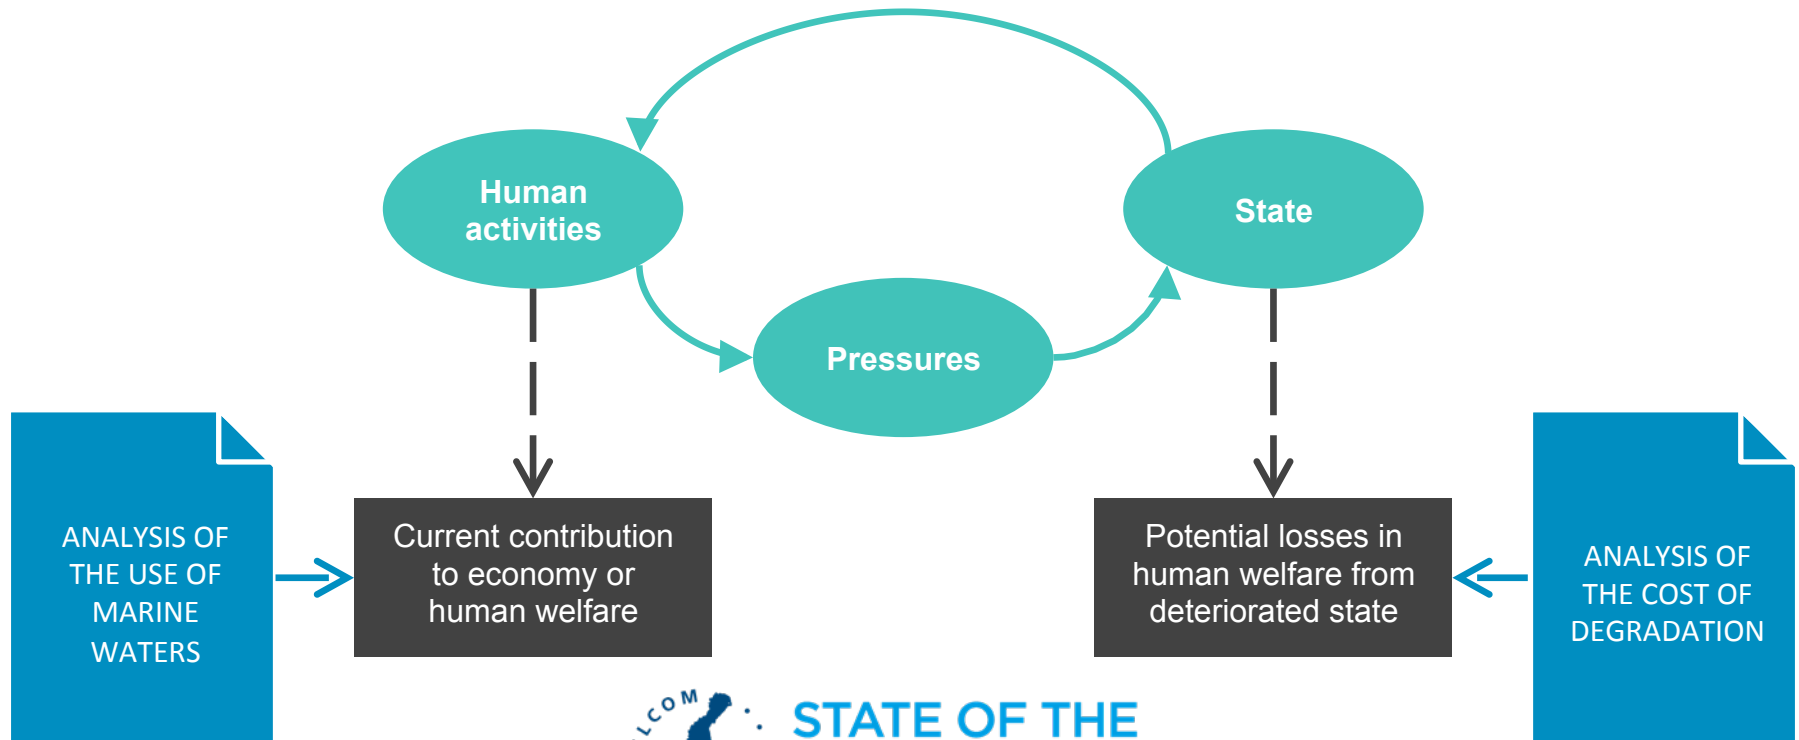 Human
activities
State
Pressures
ANALYSIS OF
THE USE OF
MARINE
WATERS
Current contribution
to economy or
human welfare
Potential losses in
human welfare from
deteriorated state
ANALYSIS OF
THE COST OF
DEGRADATION
LCOM
STATE OF THE